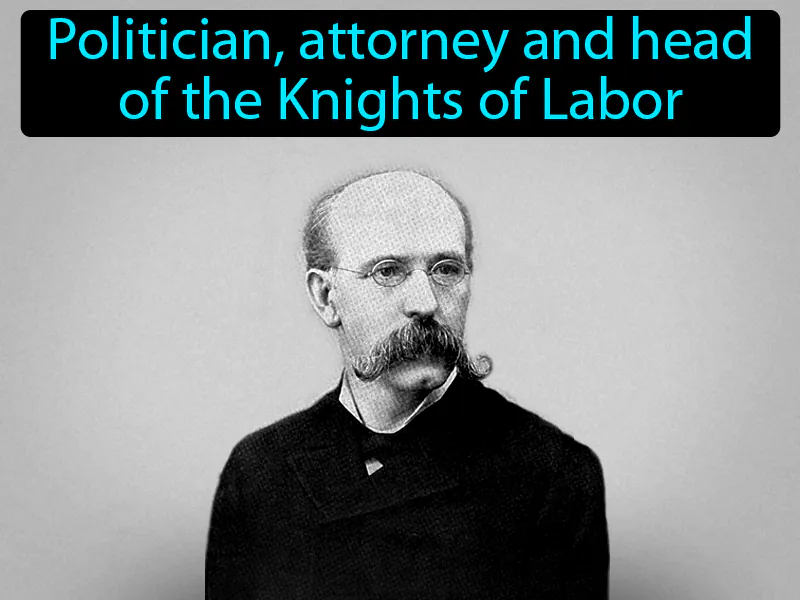 Politician, attorney and head
of the Knights of Labor